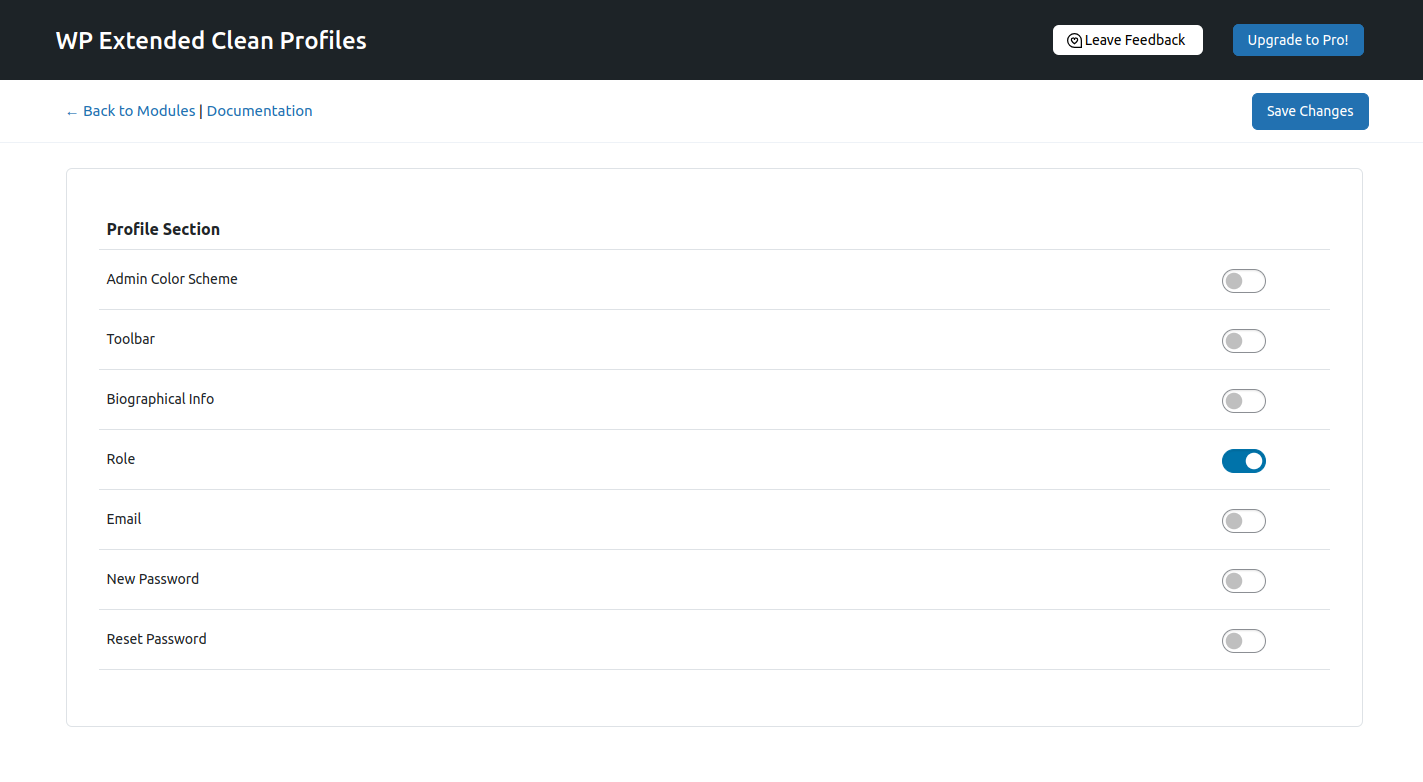 WP Extended Clean Profiles
Leave Feedback
Upgrade to Pro!
← Back to Modules | Documentation
Save Changes
Profile Section
Admin Color Scheme
Toolbar
Biographical Info
Role
Email
New Password
Reset Password